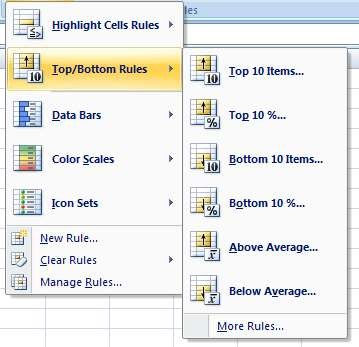 ules
Highlight Cells Rules
Top/Bottom Rules
Data Bars
Color Scales
Icon Sets
New Rule...
Clear Rules
Manage Rules...
Top 10 Items...
Top 10 %...
Bottom 10 Items...
Bottom 10 %...
Above Average...
Below Average...
More Rules...